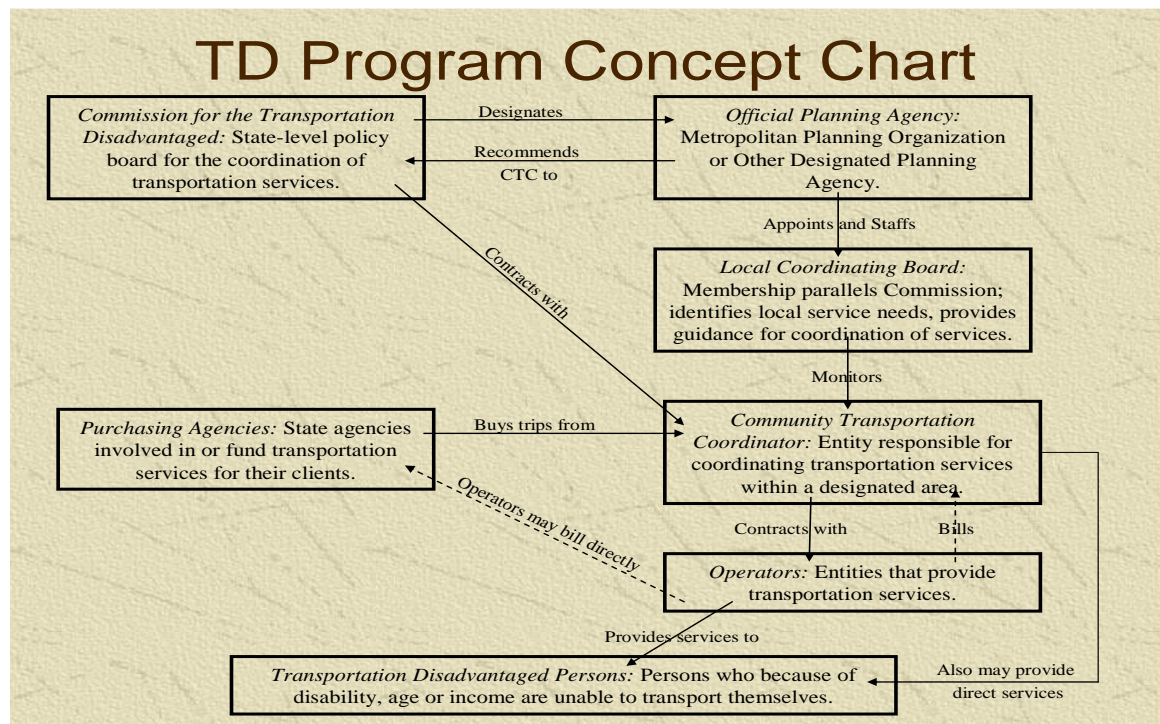 TD Program Concept Chart
Commission for the Transportation
Disadvantaged: State-level policy
board for the coordination of
transportation services.
Designates
Recommends
CTC to
Official Planning Agency:
Metropolitan Planning Organization
or Other Designated Planning
Agency.
Appoints and Staffs
Contracts with
Local Coordinating Board:
Membership parallels Commission;
identifies local service needs, provides
guidance for coordination of services.
Monitors
Purchasing Agencies: State agencies
involved in or fund transportation
services for their clients.
Buys trips from
Community Transportation
Coordinator: Entity responsible for
coordinating transportation services
within a designated area.
Operators may bill directly
Contracts with
Bills
Operators: Entities that provide
transportation services.
Provides services to
Transportation Disadvantaged Persons: Persons who because of
disability, age or income are unable to transport themselves.
Also may provide
direct services